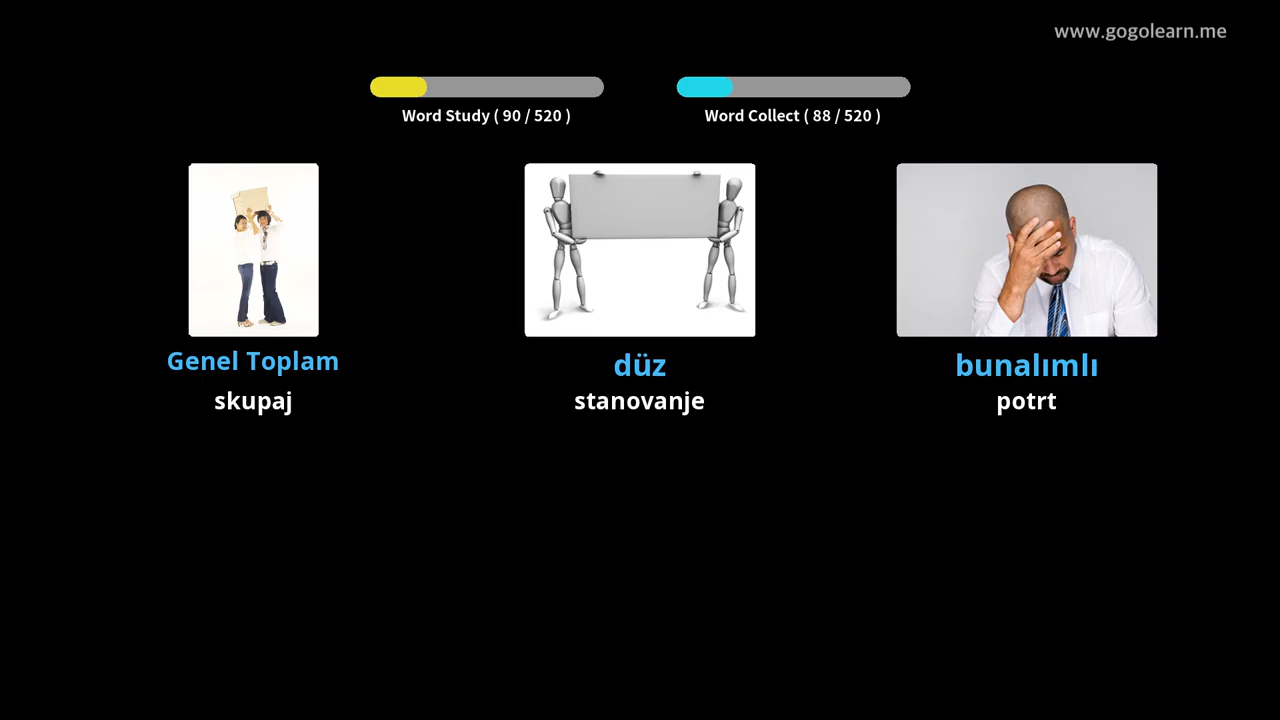 www.gogolearn.me
Word Study ( 90 / 520 )
Word Collect ( 88 / 520 )
Genel Toplam
skupaj
düz
stanovanje
bunalımlı
potrt